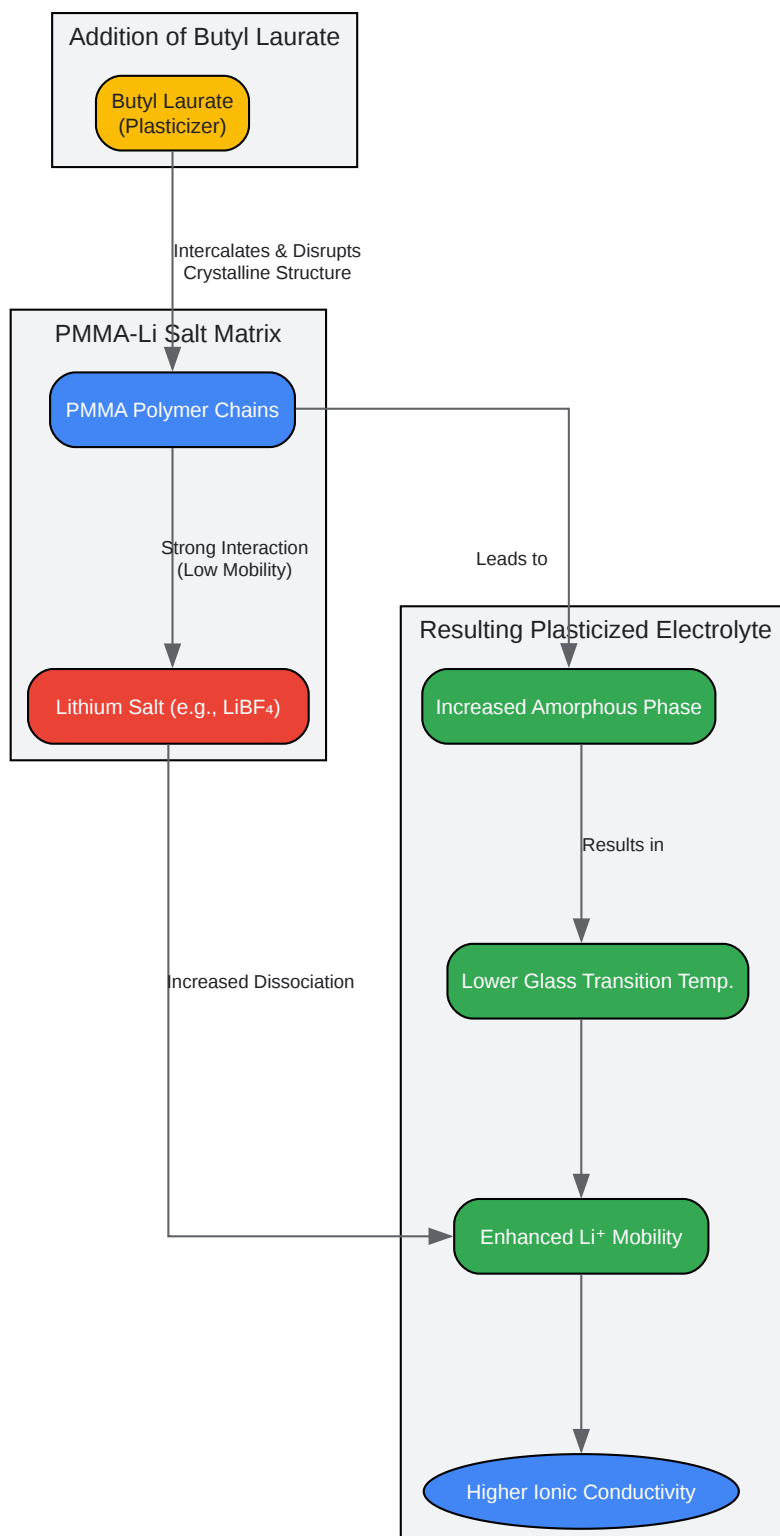 Addition of Butyl Laurate
Butyl Laurate
(Plasticizer)
Intercalates & Disrupts
Crystalline Structure
PMMA-Li Salt Matrix
PMMA Polymer Chains
Strong Interaction
(Low Mobility)
Leads to
Lithium Salt (e.g., LiBF₄)
Resulting Plasticized Electrolyte
Increased Amorphous Phase
Results in
Increased Dissociation
Lower Glass Transition Temp.
Enhanced Li⁺ Mobility
Higher Ionic Conductivity